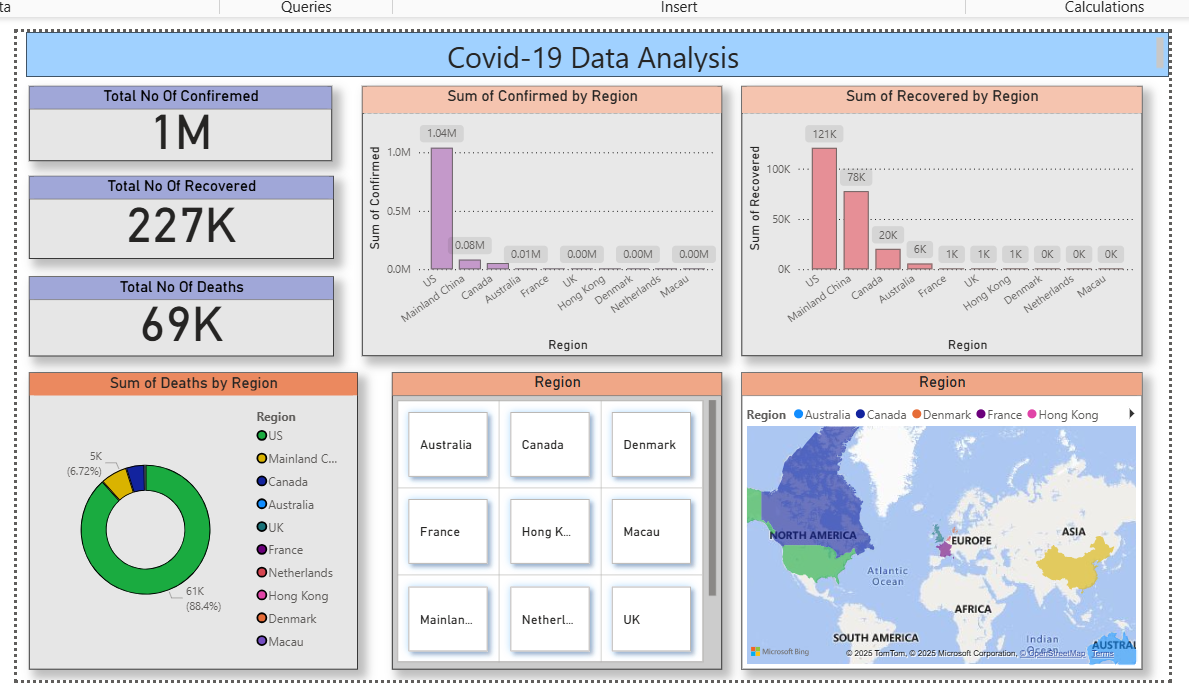 ta
Queries
Insert
Calculations
Covid-19 Data Analysis
Total No Of Confiremed
1M
Total No Of Recovered
227K
Total No Of Deaths
69K
Sum of Confirmed by Region
Sum of Confirmed
1.0M
0.5M
0.0M
1.04M
0.08M
0.01M
0.00M
0.00M
0.00M
US
Mainland China
Canada
Australia
France
UK
Hong Kong
Denmark
Netherlands
Macau
Region
Sum of Recovered by Region
Sum of Recovered
100K
50K
0K
121K
78K
20K
6K
1K
1K
1K
0K
0K
0K
US
Mainland China
Canada
Australia
France
UK
Hong Kong
Denmark
Netherlands
Macau
Region
Sum of Deaths by Region
5K
(6.72%)
61K
(88.4%)
Region
US
Mainland C...
Canada
Australia
UK
France
Netherlands
Hong Kong
Denmark
Macau
Region
Australia
Canada
Denmark
France
Hong K...
Macau
Mainlan...
Netherl...
UK
Region
Region Australia Canada Denmark France Hong Kong
NORTH AMERICA
EUROPE
ASIA
Atlantic
Ocean
AFRICA
SOUTH AMERICA
Indian
Ocean
AUSTRAL
Microsoft Bing
© 2025 TomTom, © 2025 Microsoft Corporation, © OpenStreetMap Terms